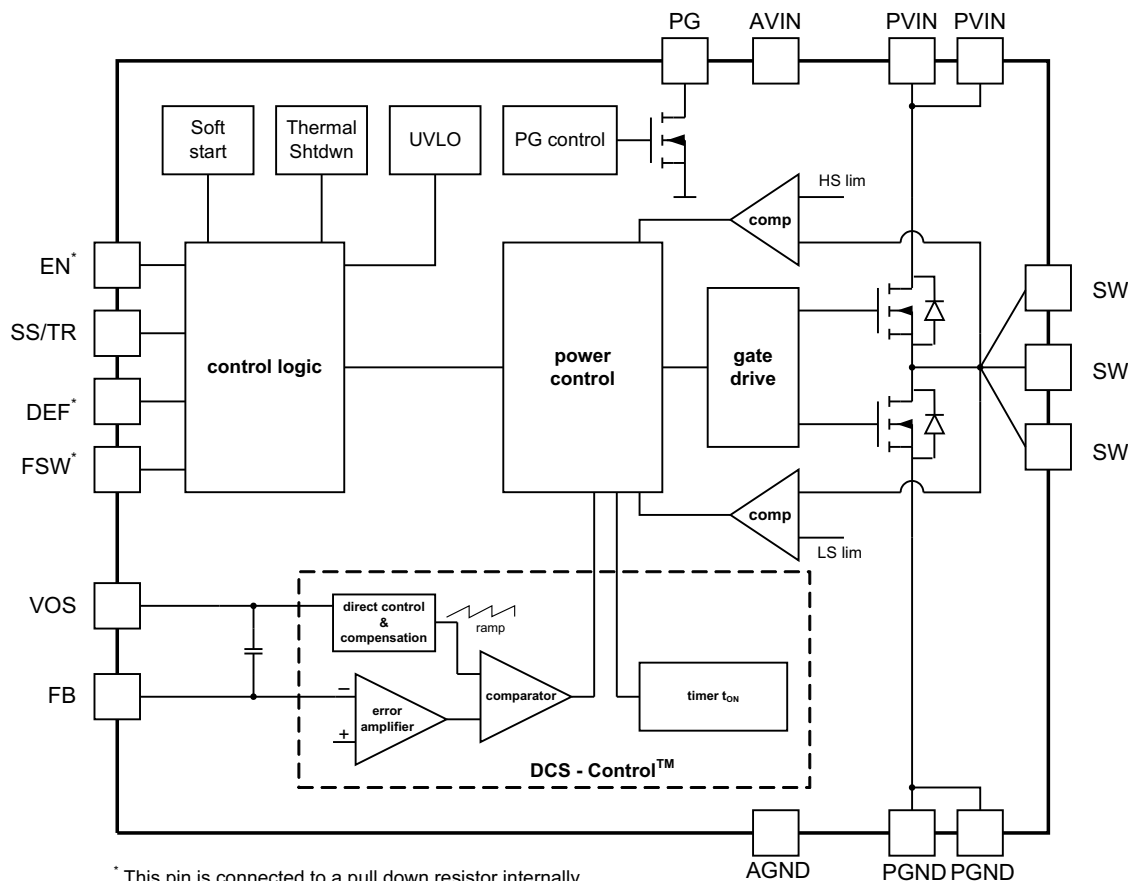 PG
AVIN
PVIN
PVIN
Soft
start
Thermal
Shtdwn
UVLO
PG control
HS lim
comp
EN*
SS/TR
DEF*
FSW*
control logic
power
control
gate
drive
SW
SW
SW
comp
LS lim
VOS
FB
direct control
&
compensation
ramp
−
+
error
amplifier
comparator
timer tON
DCS - Control™
AGND
PGND
PGND
* This pin is connected to a pull down resistor internally